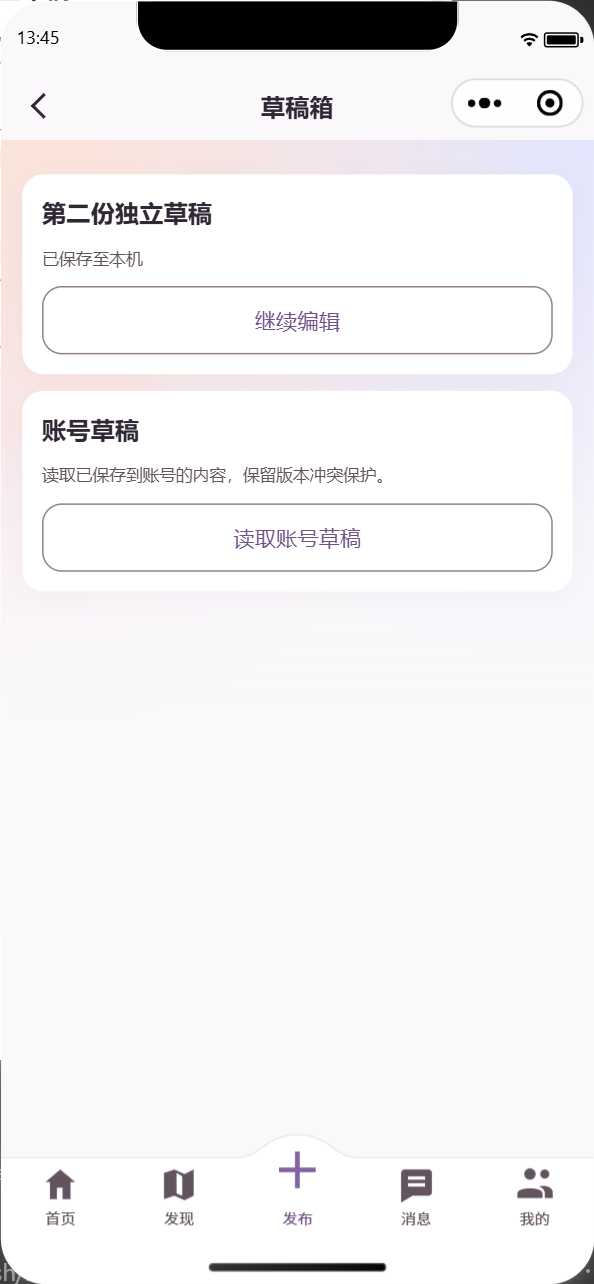 13:45
草稿箱
第二份独立草稿
已保存至本机
继续编辑
账号草稿
读取已保存到账号的内容，保留版本冲突保护。
读取账号草稿
首页
发现
发布
消息
我的